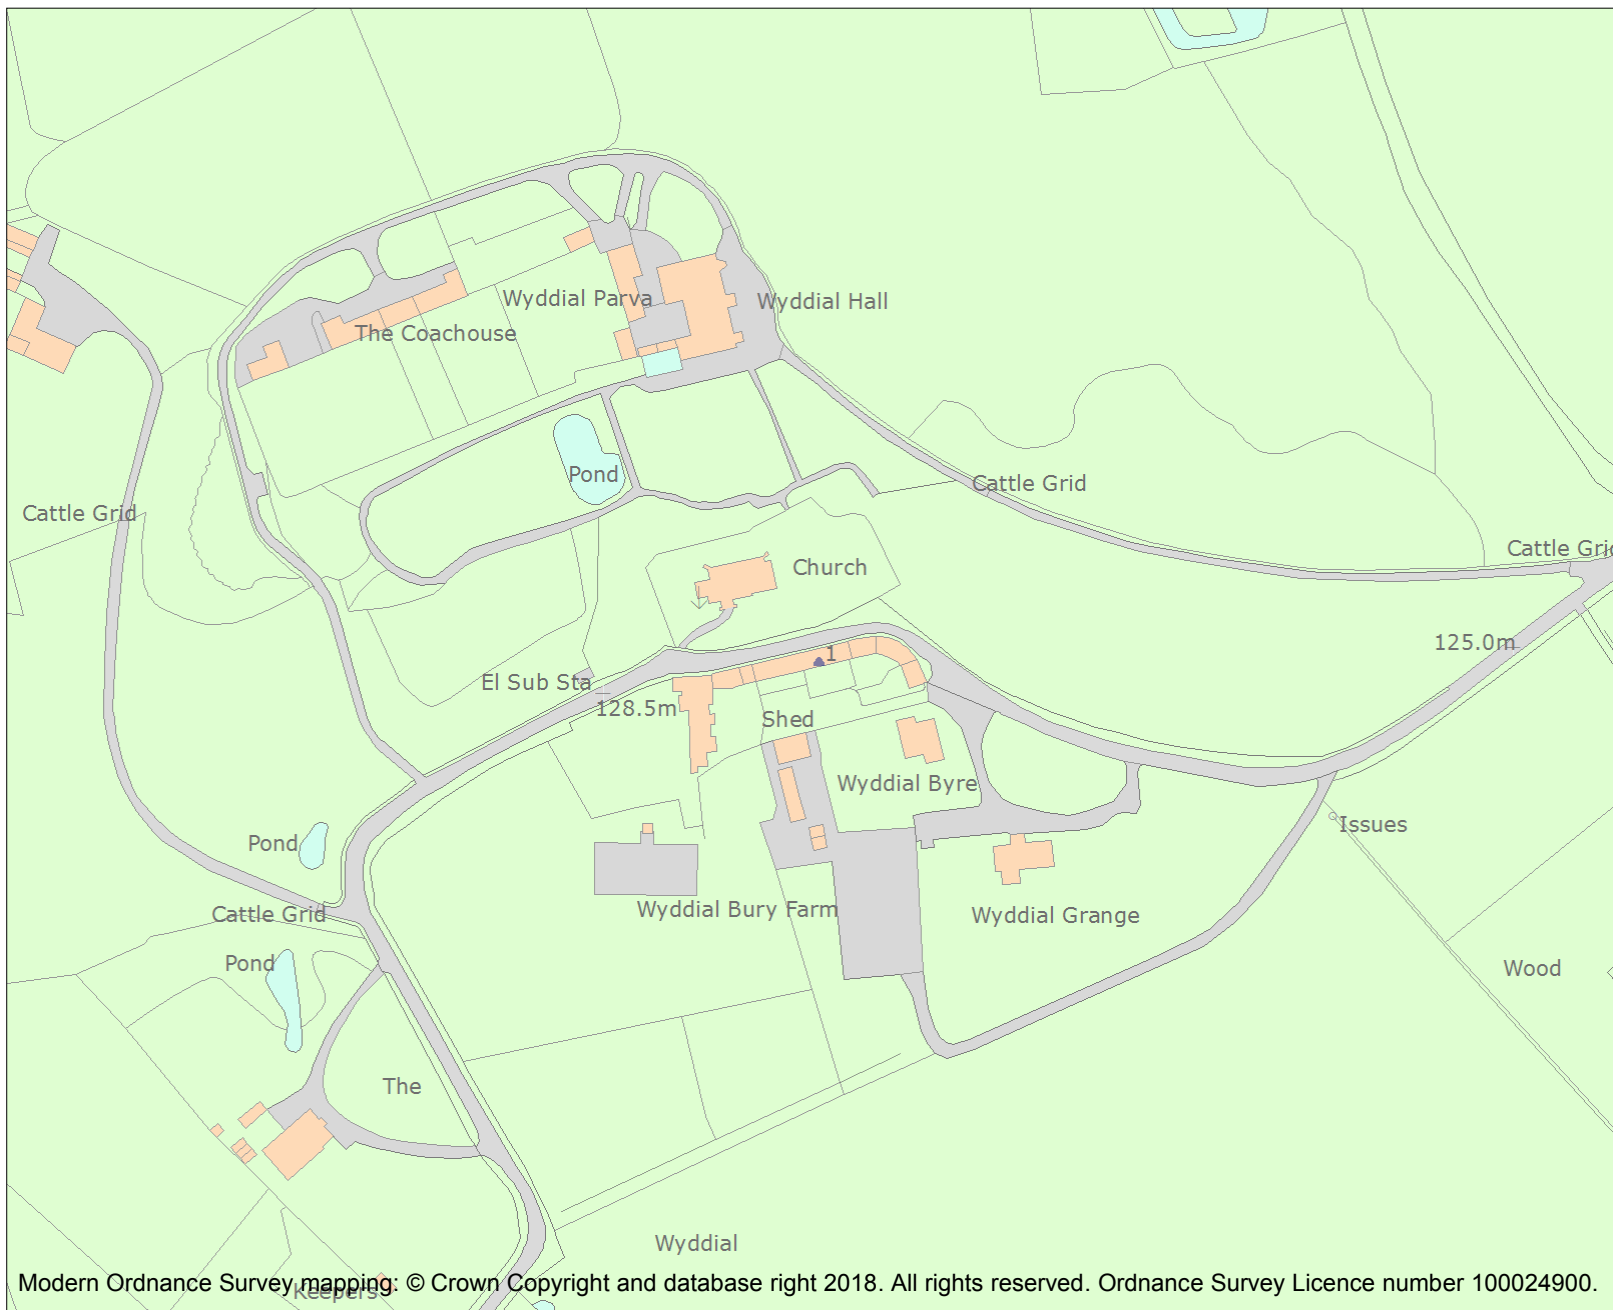 Wyddial Parva
Wyddial Hall
The Coachouse
Pond
Cattle Grid
Cattle Grid
Cattle Grid
Church
125.0m
1
El Sub Sta
128.5m
Shed
Wyddial Byre
Issues
Pond
Cattle Grid
Wyddial Bury Farm
Wyddial Grange
Pond
Wood
The
Wyddial
Keepers
Modern Ordnance Survey mapping: © Crown Copyright and database right 2018. All rights reserved. Ordnance Survey Licence number 100024900.